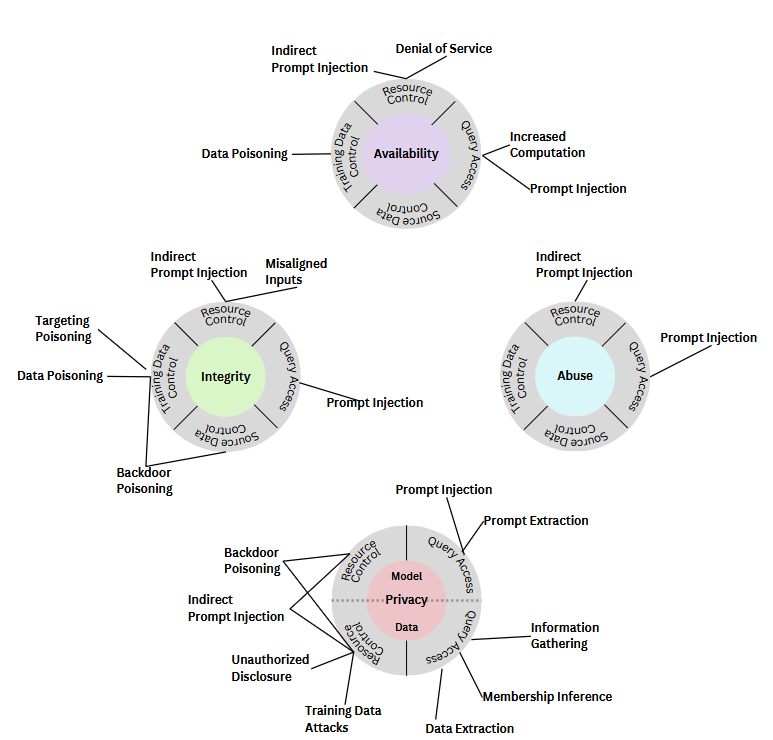 Indirect
Prompt Injection
Denial of Service
Resource
Control
Data Poisoning
Training Data
Control
Availability
Query Access
Increased
Computation
Prompt Injection
Source Data
Control
Indirect
Prompt Injection
Misaligned
Inputs
Targeting
Poisoning
Data Poisoning
Resource
Control
Training Data
Control
Integrity
Query Access
Prompt Injection
Source Data
Control
Backdoor
Poisoning
Indirect
Prompt Injection
Prompt Injection
Resource
Control
Training Data
Control
Abuse
Query Access
Source Data
Control
Prompt Injection
Prompt Extraction
Backdoor
Poisoning
Resource
Control
Query Access
Model
Privacy
Data
Indirect
Prompt Injection
Resource
Control
Query Access
Information
Gathering
Unauthorized
Disclosure
Membership Inference
Training Data
Attacks
Data Extraction